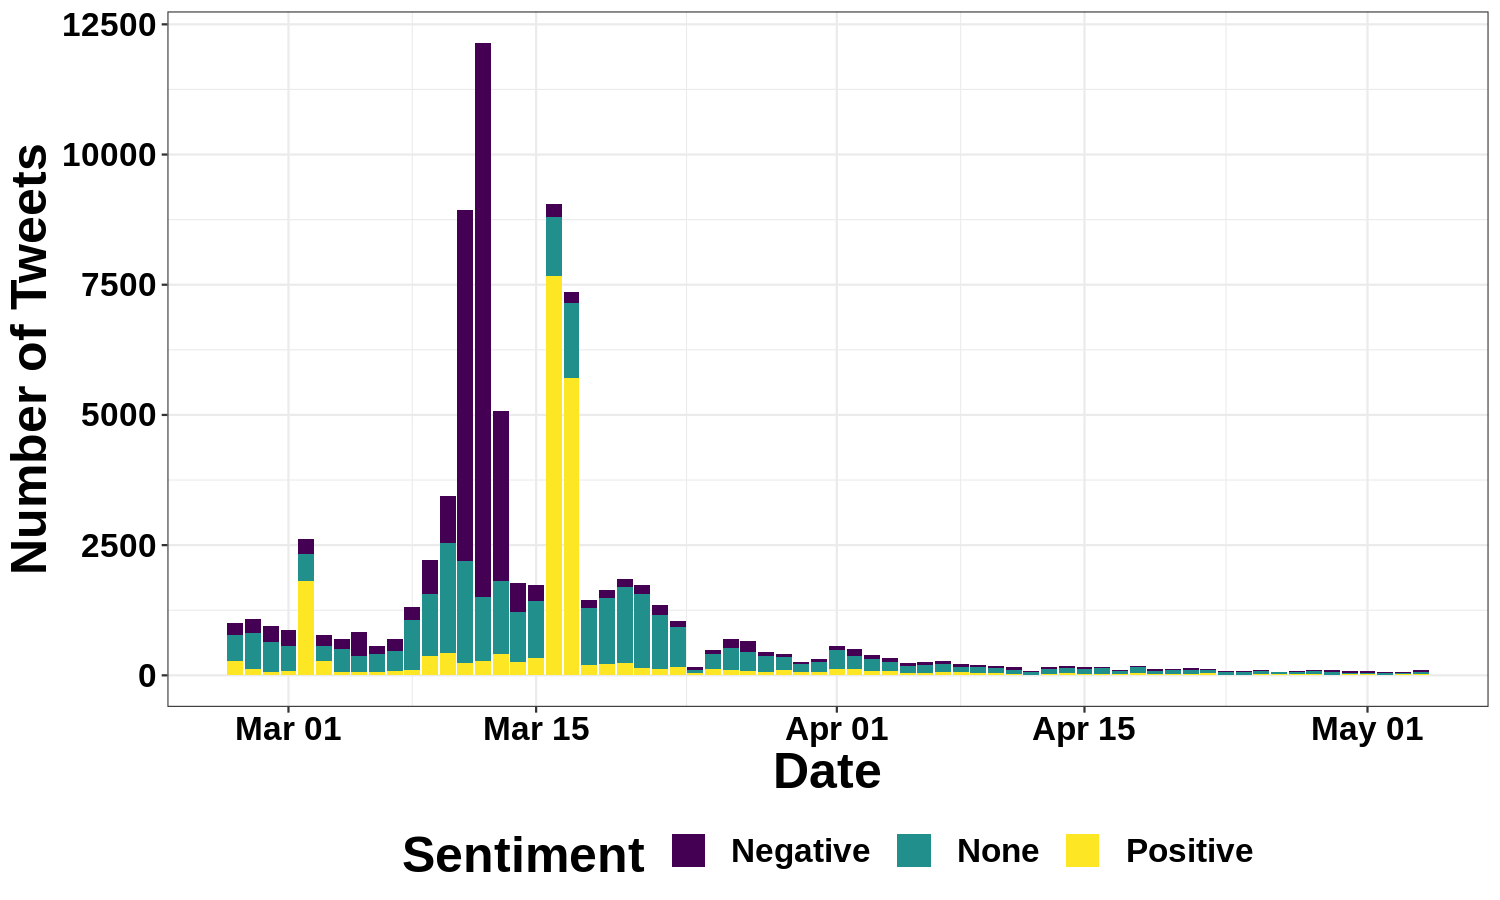 Number of Tweets
12500
10000
7500
5000
2500
0
Mar 01 Mar 15 Apr 01 Apr 15 May 01
Date
Sentiment Negative None Positive